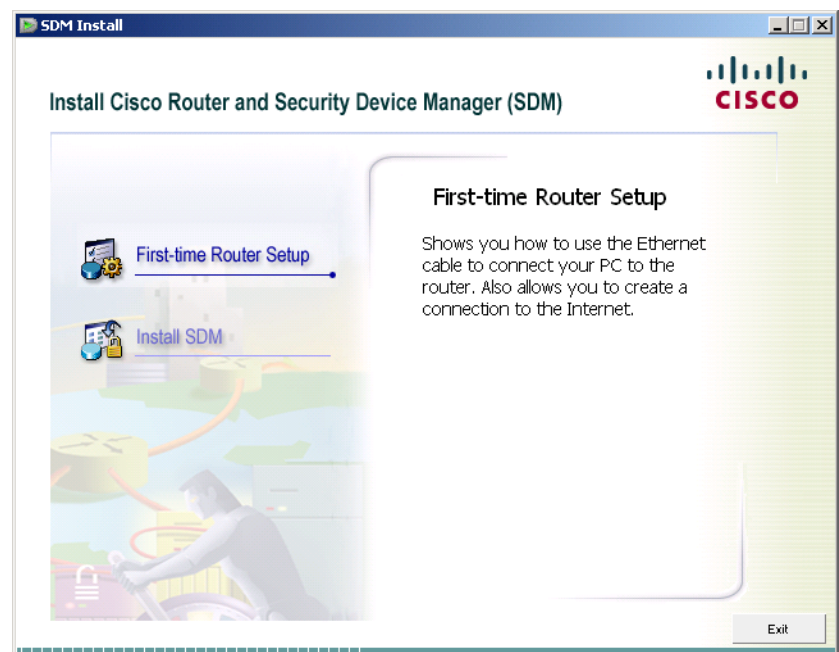 SDM Install
CISCO
Install Cisco Router and Security Device Manager (SDM)
First-time Router Setup
Install SDM
First-time Router Setup
Shows you how to use the Ethernet
cable to connect your PC to the
router. Also allows you to create a
connection to the Internet.
Exit